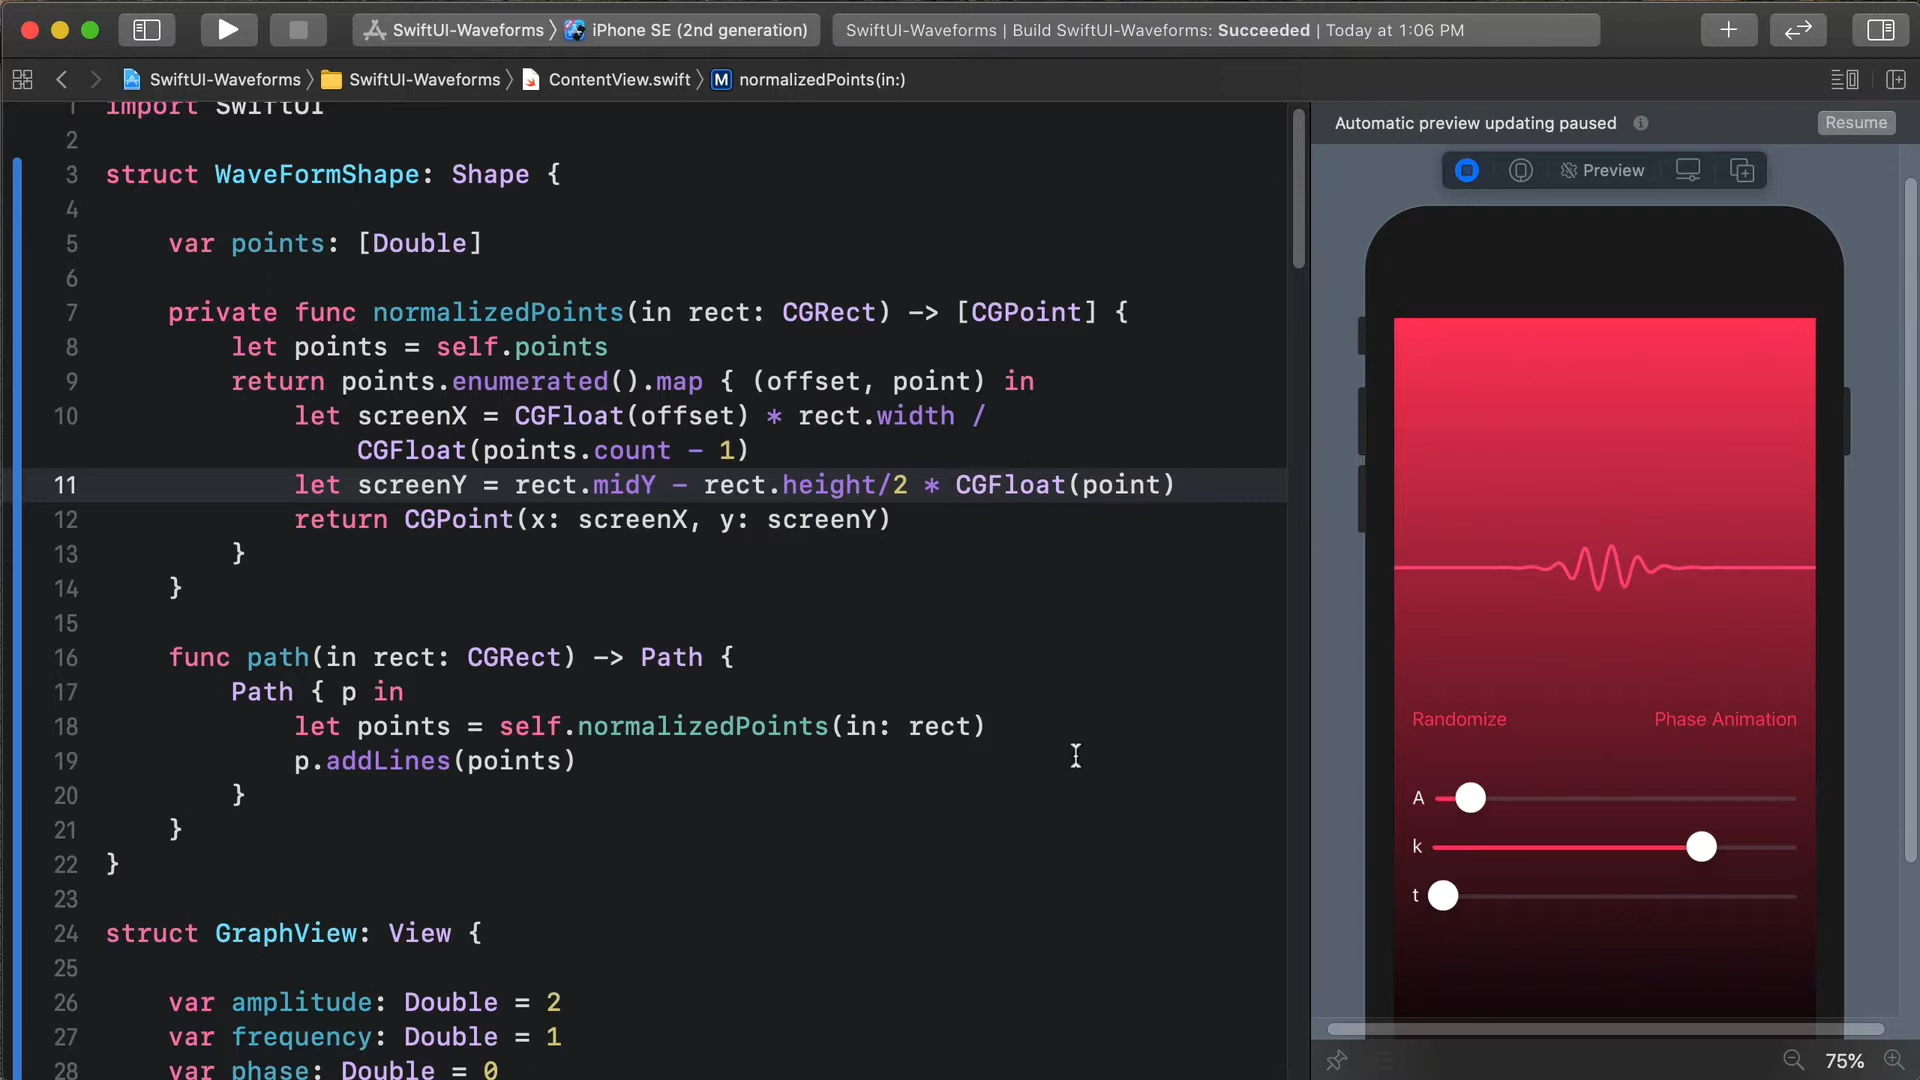 SwiftUI-Waveforms 〉 iPhone SE (2nd generation)
SwiftUI-Waveforms | Build SwiftUI-Waveforms: Succeeded | Today at 1:06 PM
SwiftUI-Waveforms 〉 SwiftUI-Waveforms 〉 ContentView.swift 〉 M normalizedPoints(in:)
1 import SwiftUI
2
3 struct WaveFormShape: Shape {
4
5 var points: [Double]
6
7 private func normalizedPoints(in rect: CGRect) -> [CGPoint] {
8 let points = self.points
9 return points.enumerated().map { (offset, point) in
10 let screenX = CGFloat(offset) * rect.width /
CGFloat(points.count - 1)
11 let screenY = rect.midY - rect.height/2 * CGFloat(point)
12 return CGPoint(x: screenX, y: screenY)
13 }
14 }
15
16 func path(in rect: CGRect) -> Path {
17 Path { p in
18 let points = self.normalizedPoints(in: rect)
19 p.addLines(points)
20 }
21 }
22 }
23
24 struct GraphView: View {
25
26 var amplitude: Double = 2
27 var frequency: Double = 1
28 var phase: Double = 0
Automatic preview updating paused
Resume
Preview
Randomize
Phase Animation
A
k
t
75%